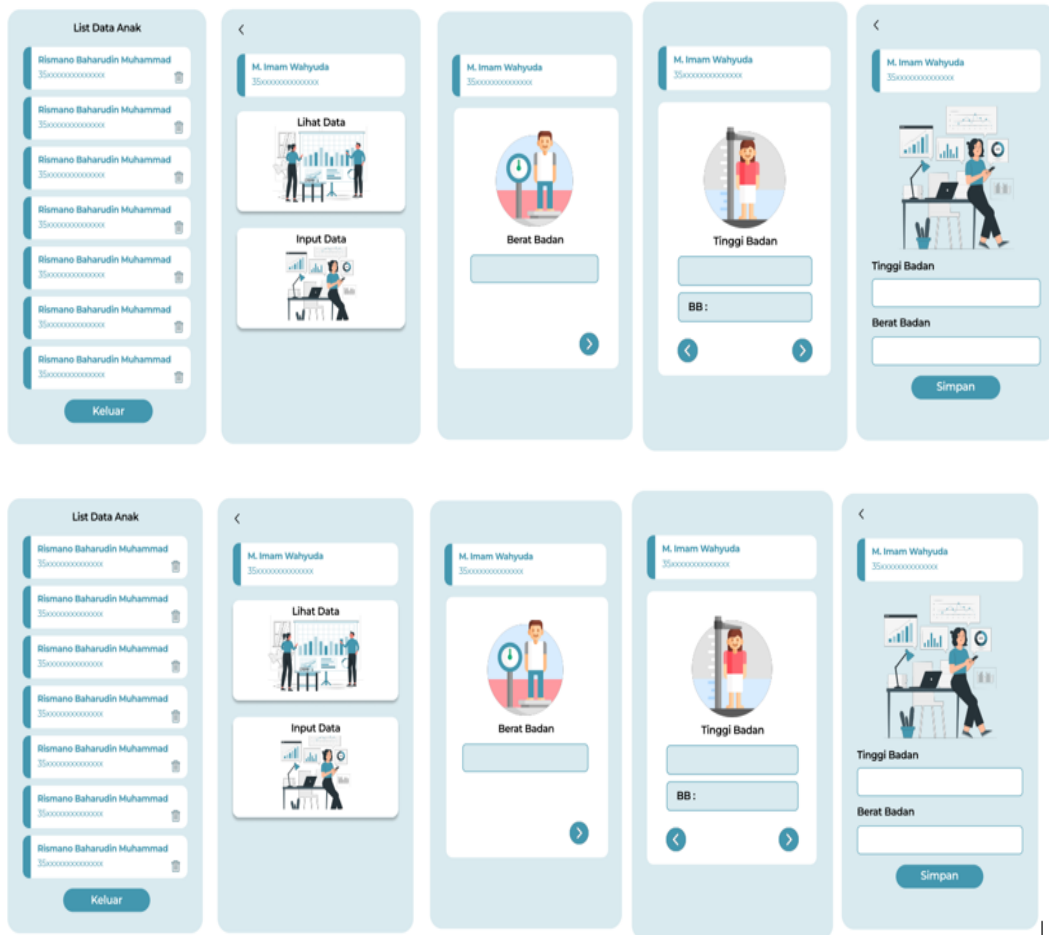 List Data Anak
Rismano Baharudin Muhammad
35xxxxxxxxxxxxxx
Rismano Baharudin Muhammad
35xxxxxxxxxxxxxx
Rismano Baharudin Muhammad
35xxxxxxxxxxxxxx
Rismano Baharudin Muhammad
35xxxxxxxxxxxxxx
Rismano Baharudin Muhammad
35xxxxxxxxxxxxxx
Rismano Baharudin Muhammad
35xxxxxxxxxxxxxx
Rismano Baharudin Muhammad
35xxxxxxxxxxxxxx
Keluar
M. Imam Wahyuda
35xxxxxxxxxxxxxx
Lihat Data
Input Data
M. Imam Wahyuda
35xxxxxxxxxxxxxx
Berat Badan
M. Imam Wahyuda
35xxxxxxxxxxxxxx
Tinggi Badan
BB :
M. Imam Wahyuda
35xxxxxxxxxxxxxx
Tinggi Badan
Berat Badan
Simpan
List Data Anak
Rismano Baharudin Muhammad
35xxxxxxxxxxxxxx
Rismano Baharudin Muhammad
35xxxxxxxxxxxxxx
Rismano Baharudin Muhammad
35xxxxxxxxxxxxxx
Rismano Baharudin Muhammad
35xxxxxxxxxxxxxx
Rismano Baharudin Muhammad
35xxxxxxxxxxxxxx
Rismano Baharudin Muhammad
35xxxxxxxxxxxxxx
Rismano Baharudin Muhammad
35xxxxxxxxxxxxxx
Keluar
M. Imam Wahyuda
35xxxxxxxxxxxxxx
Lihat Data
Input Data
M. Imam Wahyuda
35xxxxxxxxxxxxxx
Berat Badan
M. Imam Wahyuda
35xxxxxxxxxxxxxx
Tinggi Badan
BB :
M. Imam Wahyuda
35xxxxxxxxxxxxxx
Tinggi Badan
Berat Badan
Simpan